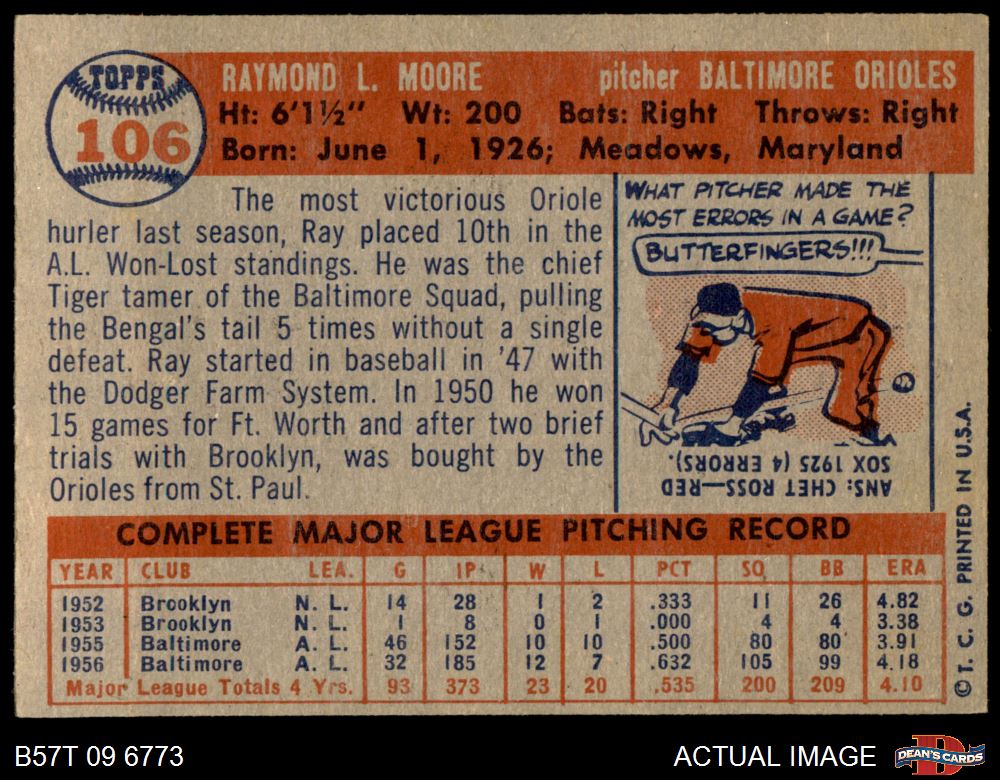 TOPPS
106
RAYMOND L. MOORE pitcher BALTIMORE ORIOLES
Ht: 6'1½" Wt: 200 Bats: Right Throws: Right
Born: June 1, 1926; Meadows, Maryland
The most victorious Oriole
hurler last season, Ray placed 10th in the
A.L. Won-Lost standings. He was the chief
Tiger tamer of the Baltimore Squad, pulling
the Bengal's tail 5 times without a single
defeat. Ray started in baseball in '47 with
the Dodger Farm System. In 1950 he won
15 games for Ft. Worth and after two brief
trials with Brooklyn, was bought by the
Orioles from St. Paul.
WHAT PITCHER MADE THE
MOST ERRORS IN A GAME?
BUTTERFINGERS!!!
ANS: CHET ROSS—RED
SOX 1925 (4 ERRORS).
COMPLETE MAJOR LEAGUE PITCHING RECORD
YEAR CLUB LEA. G IP W L PCT SO BB ERA
1952 Brooklyn N. L. 14 28 1 2 .333 11 26 4.82
1953 Brooklyn N. L. 1 8 0 1 .000 4 4 3.38
1955 Baltimore A. L. 46 152 10 10 .500 80 80 3.91
1956 Baltimore A. L. 32 185 12 7 .632 105 99 4.18
Major League Totals 4 Yrs. 93 373 23 20 .535 200 209 4.10
©T. C. G. PRINTED IN U.S.A.
B57T 09 6773
ACTUAL IMAGE
DEAN'S CARDS